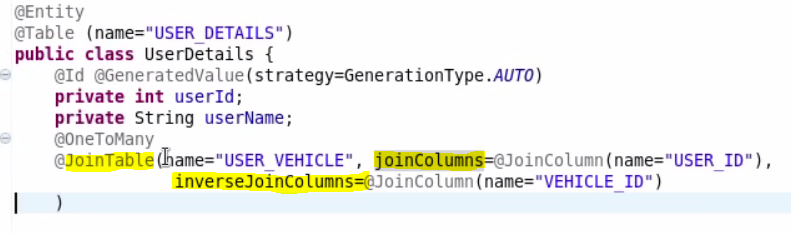 @Entity
@Table (name="USER_DETAILS")
public class UserDetails {
@Id @GeneratedValue(strategy=GenerationType.AUTO)
private int userId;
private String userName;
@OneToMany
@JoinTable(name="USER_VEHICLE", joinColumns=@JoinColumn(name="USER_ID"),
inverseJoinColumns=@JoinColumn(name="VEHICLE_ID")
)